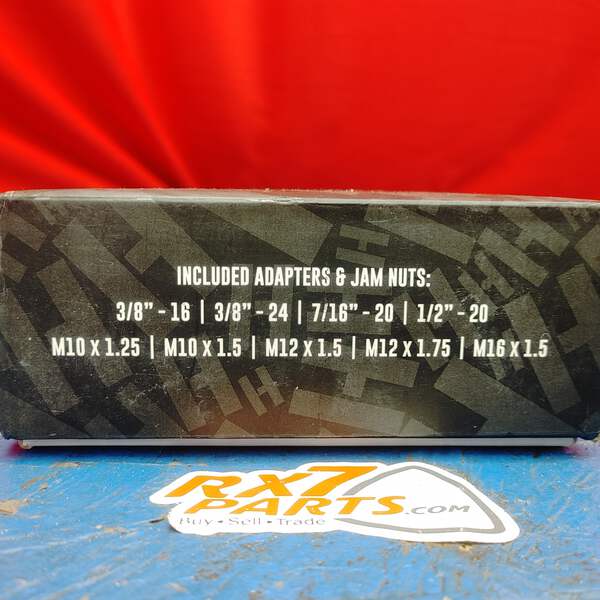 INCLUDED ADAPTERS & JAM NUTS:
3/8” - 16 | 3/8” - 24 | 7/16” - 20 | 1/2” - 20
M10 x 1.25 | M10 x 1.5 | M12 x 1.5 | M12 x 1.75 | M16 x 1.5
RX7
PARTS.COM
Buy • Sell • Trade